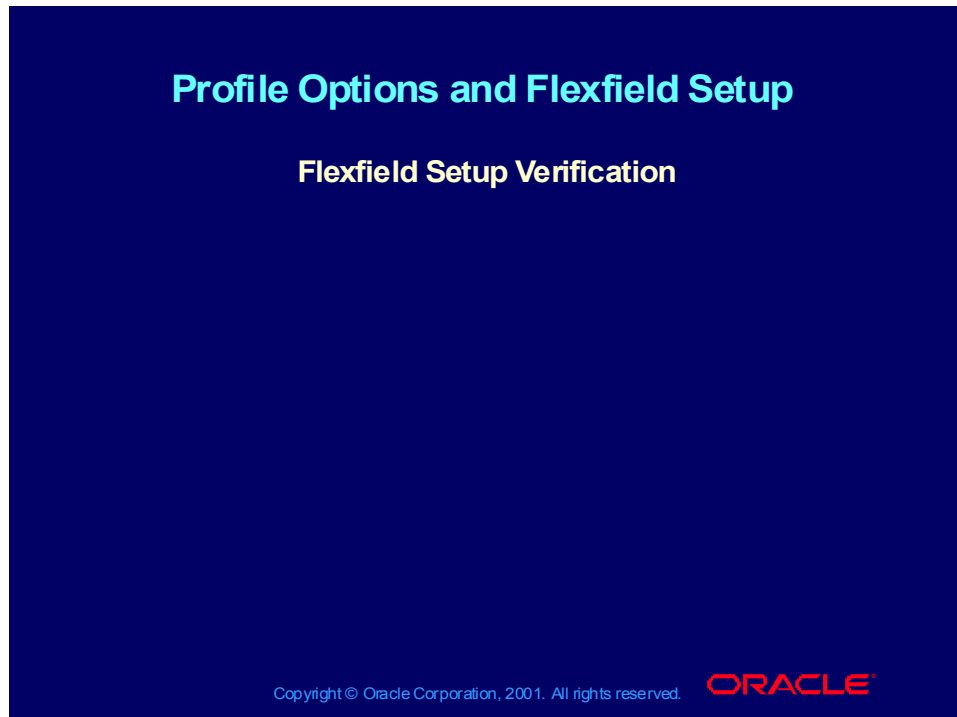 Profile Options and Flexfield Setup
Flexfield Setup Verification
Copyright © Oracle Corporation, 2001. All rights reserved.
ORACLE®